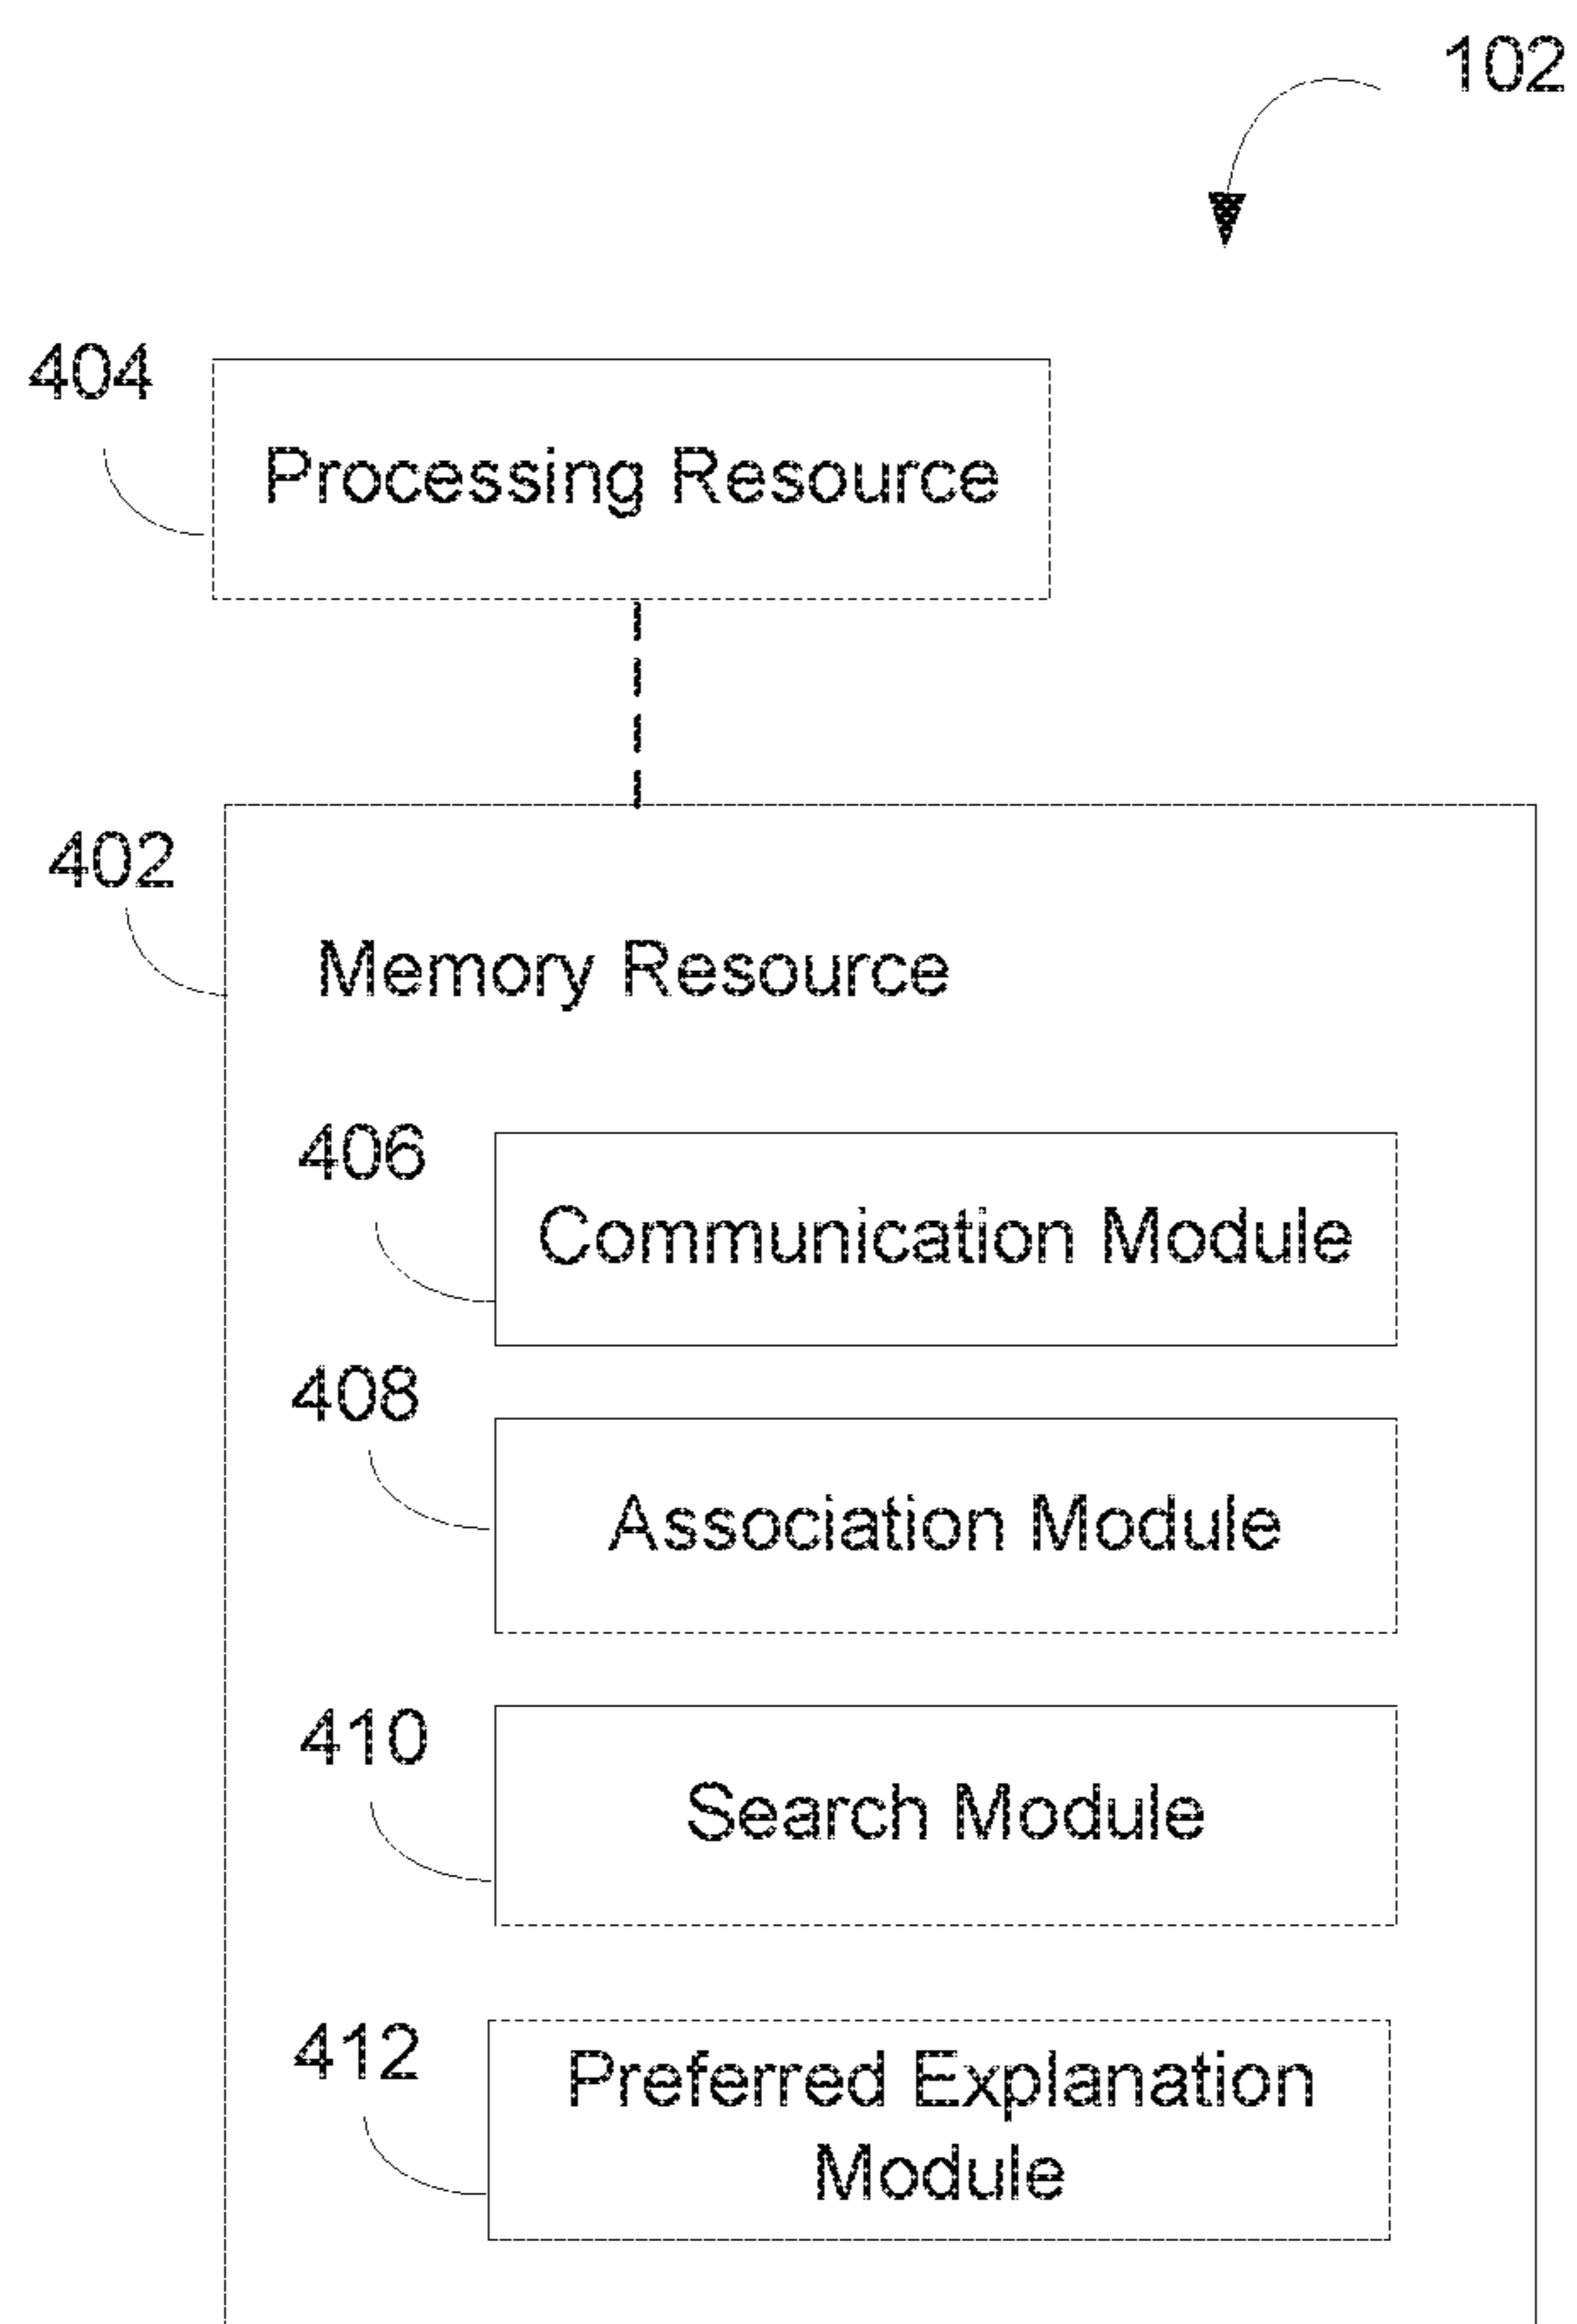 102
404
Processing Resource
402
Memory Resource
406
Communication Module
408
Association Module
410
Search Module
412
Preferred Explanation
Module